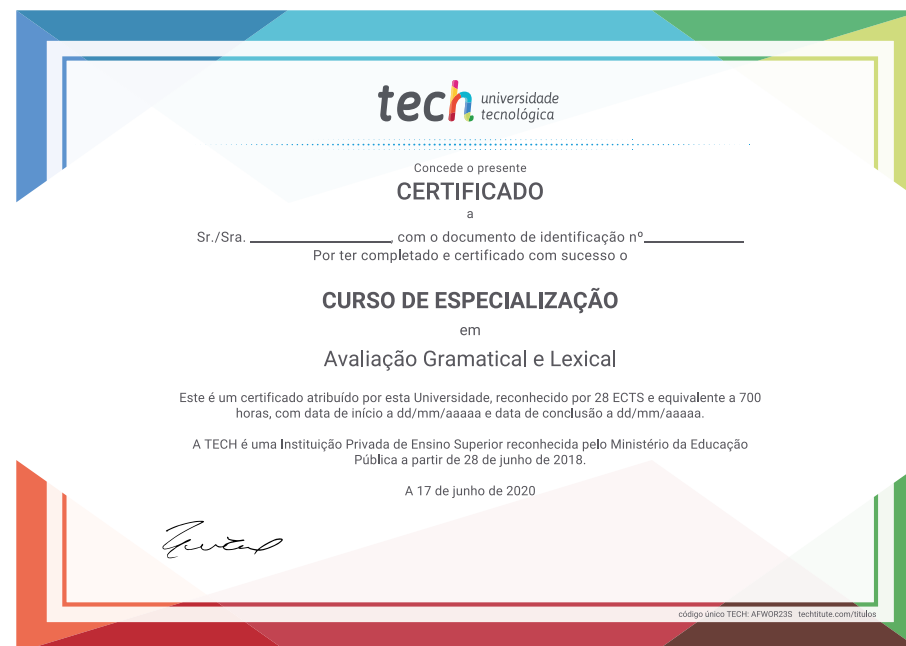 tech universidade
tecnológica
Concede o presente
CERTIFICADO
a
Sr./Sra. ____________, com o documento de identificação nº____________
Por ter completado e certificado com sucesso o
CURSO DE ESPECIALIZAÇÃO
em
Avaliação Gramatical e Lexical
Este é um certificado atribuído por esta Universidade, reconhecido por 28 ECTS e equivalente a 700
horas, com data de início a dd/mm/aaaaa e data de conclusão a dd/mm/aaaaa.
A TECH é uma Instituição Privada de Ensino Superior reconhecida pelo Ministério da Educação
Pública a partir de 28 de junho de 2018.
A 17 de junho de 2020
código único TECH: AFWOR23S techtitute.com/titulos